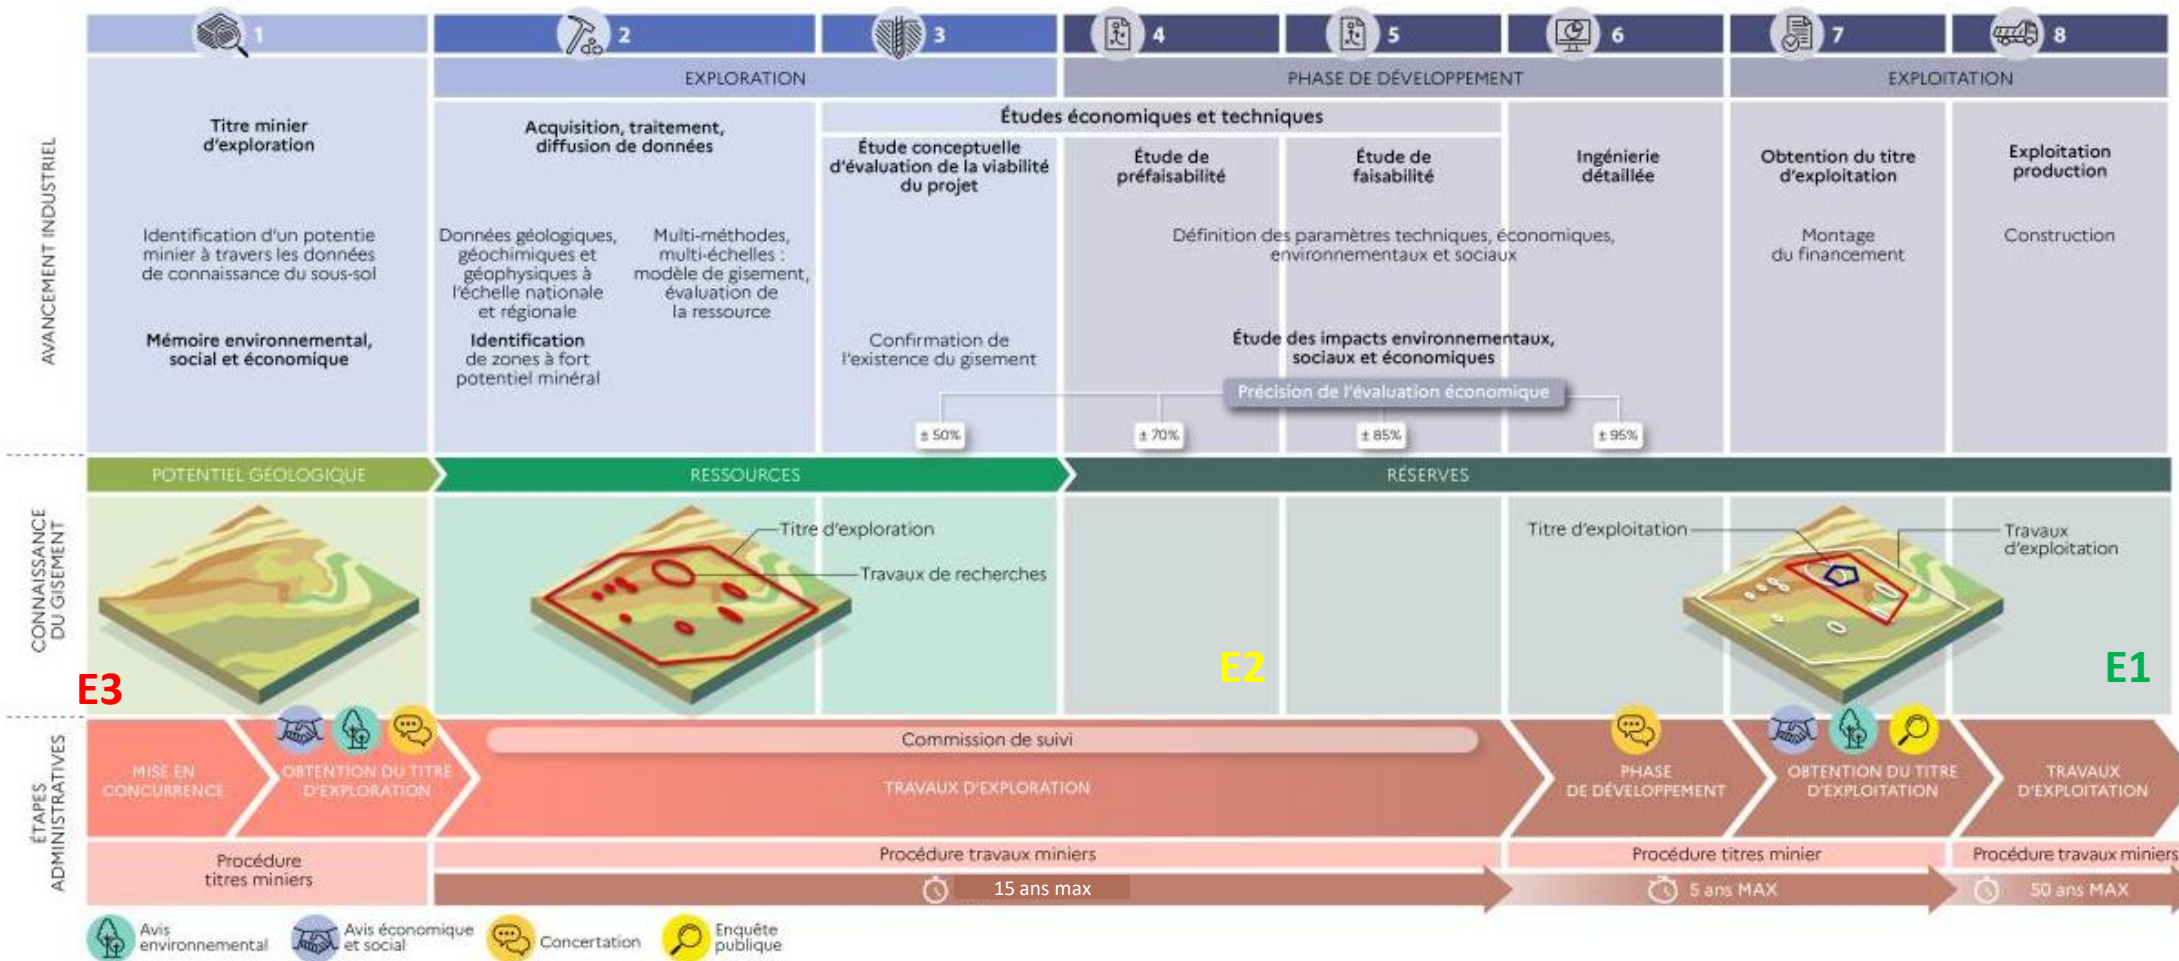 1
2
3
4
5
6
7
8
EXPLORATION
PHASE DE DÉVELOPPEMENT
EXPLOITATION
AVANCEMENT INDUSTRIEL
Titre minier
d'exploration
Identification d'un potentie
minier à travers les données
de connaissance du sous-sol
Mémoire environnemental,
social et économique
Acquisition, traitement,
diffusion de données
Données géologiques,
géochimiques et
géophysiques à
l'échelle nationale
et régionale
Identification
de zones à fort
potentiel minéral
Multi-méthodes,
multi-échelles :
modèle de gisement,
évaluation de
la ressource
Études économiques et techniques
Étude conceptuelle
d'évaluation de la viabilité
du projet
Confirmation de
l'existence du gisement
Étude de
préfaisabilité
Étude de
faisabilité
Ingénierie
détaillée
Définition des paramètres techniques, économiques,
environnementaux et sociaux
Étude des impacts environnementaux,
sociaux et économiques
Précision de l'évaluation économique
± 50%
± 70%
± 85%
± 95%
Obtention du titre
d'exploitation
Montage
du financement
Exploitation
production
Construction
CONNAISSANCE
DU GISEMENT
POTENTIEL GÉOLOGIQUE
RESSOURCES
RÉSERVES
Titre d'exploration
Travaux de recherches
Titre d'exploitation
Travaux
d'exploitation
E3
E2
E1
ÉTAPES
ADMINISTRATIVES
MISE EN
CONCURRENCE
OBTENTION DU TITRE
D'EXPLORATION
Commission de suivi
TRAVAUX D'EXPLORATION
PHASE
DE DÉVELOPPEMENT
OBTENTION DU TITRE
D'EXPLOITATION
TRAVAUX
D'EXPLOITATION
Procédure
titres miniers
Procédure travaux miniers
Procédure titres minier
Procédure travaux miniers
15 ans max
5 ans MAX
50 ans MAX
Avis
environnemental
Avis économique
et social
Concertation
Enquête
publique